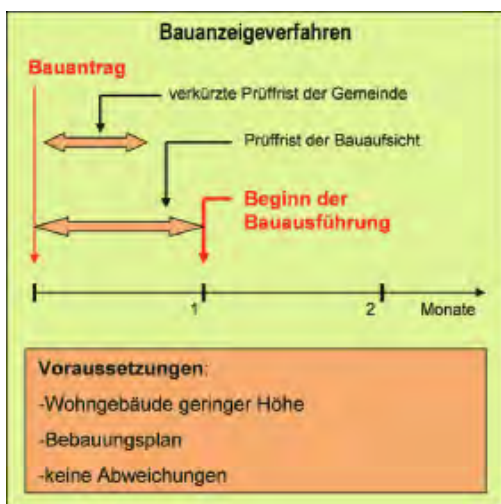 Bauanzeigeverfahren
Bauantrag
verkürzte Prüffrist der Gemeinde
Prüffrist der Bauaufsicht
Beginn der
Bauausführung
1
2
Monate
Voraussetzungen:
-Wohngebäude geringer Höhe
-Bebauungsplan
-keine Abweichungen